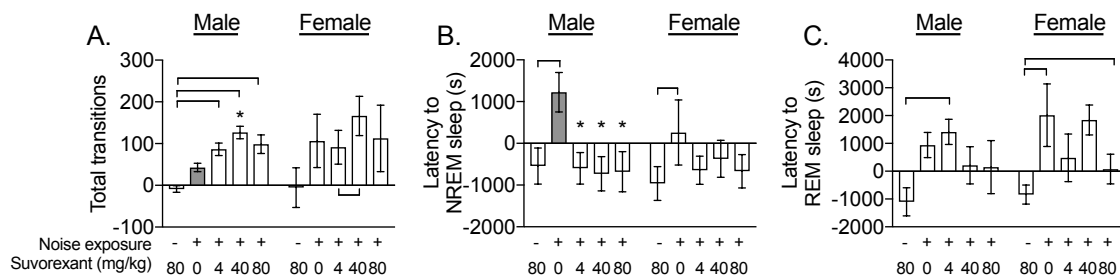 Male Female
A.
Total transitions
300
200
100
0
-100
Noise exposure - + + + + - + + + +
Suvorexant (mg/kg) 80 0 4 40 80 80 0 4 40 80
*
Male Female
B.
Latency to
NREM sleep (s)
2000
1000
0
1000
-2000
* * *
- + + + + - + + + +
80 0 4 40 80 80 0 4 40 80
Male Female
C.
Latency to
REM sleep (s)
4000
3000
2000
1000
0
-1000
-2000
- + + + + - + + + +
80 0 4 40 80 80 0 4 40 80